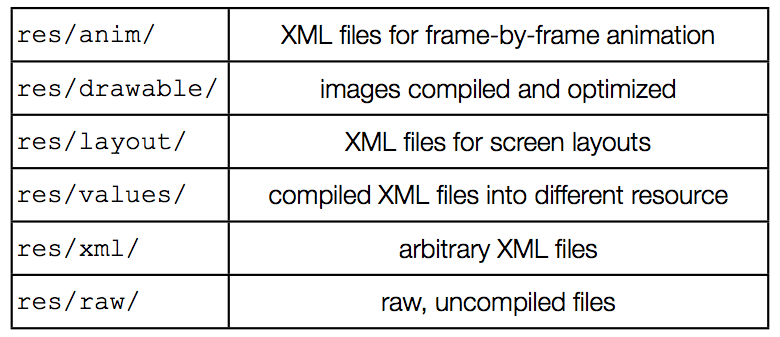 res/anim/ XML files for frame-by-frame animation
res/drawable/ images compiled and optimized
res/layout/ XML files for screen layouts
res/values/ compiled XML files into different resource
res/xml/ arbitrary XML files
res/raw/ raw, uncompiled files